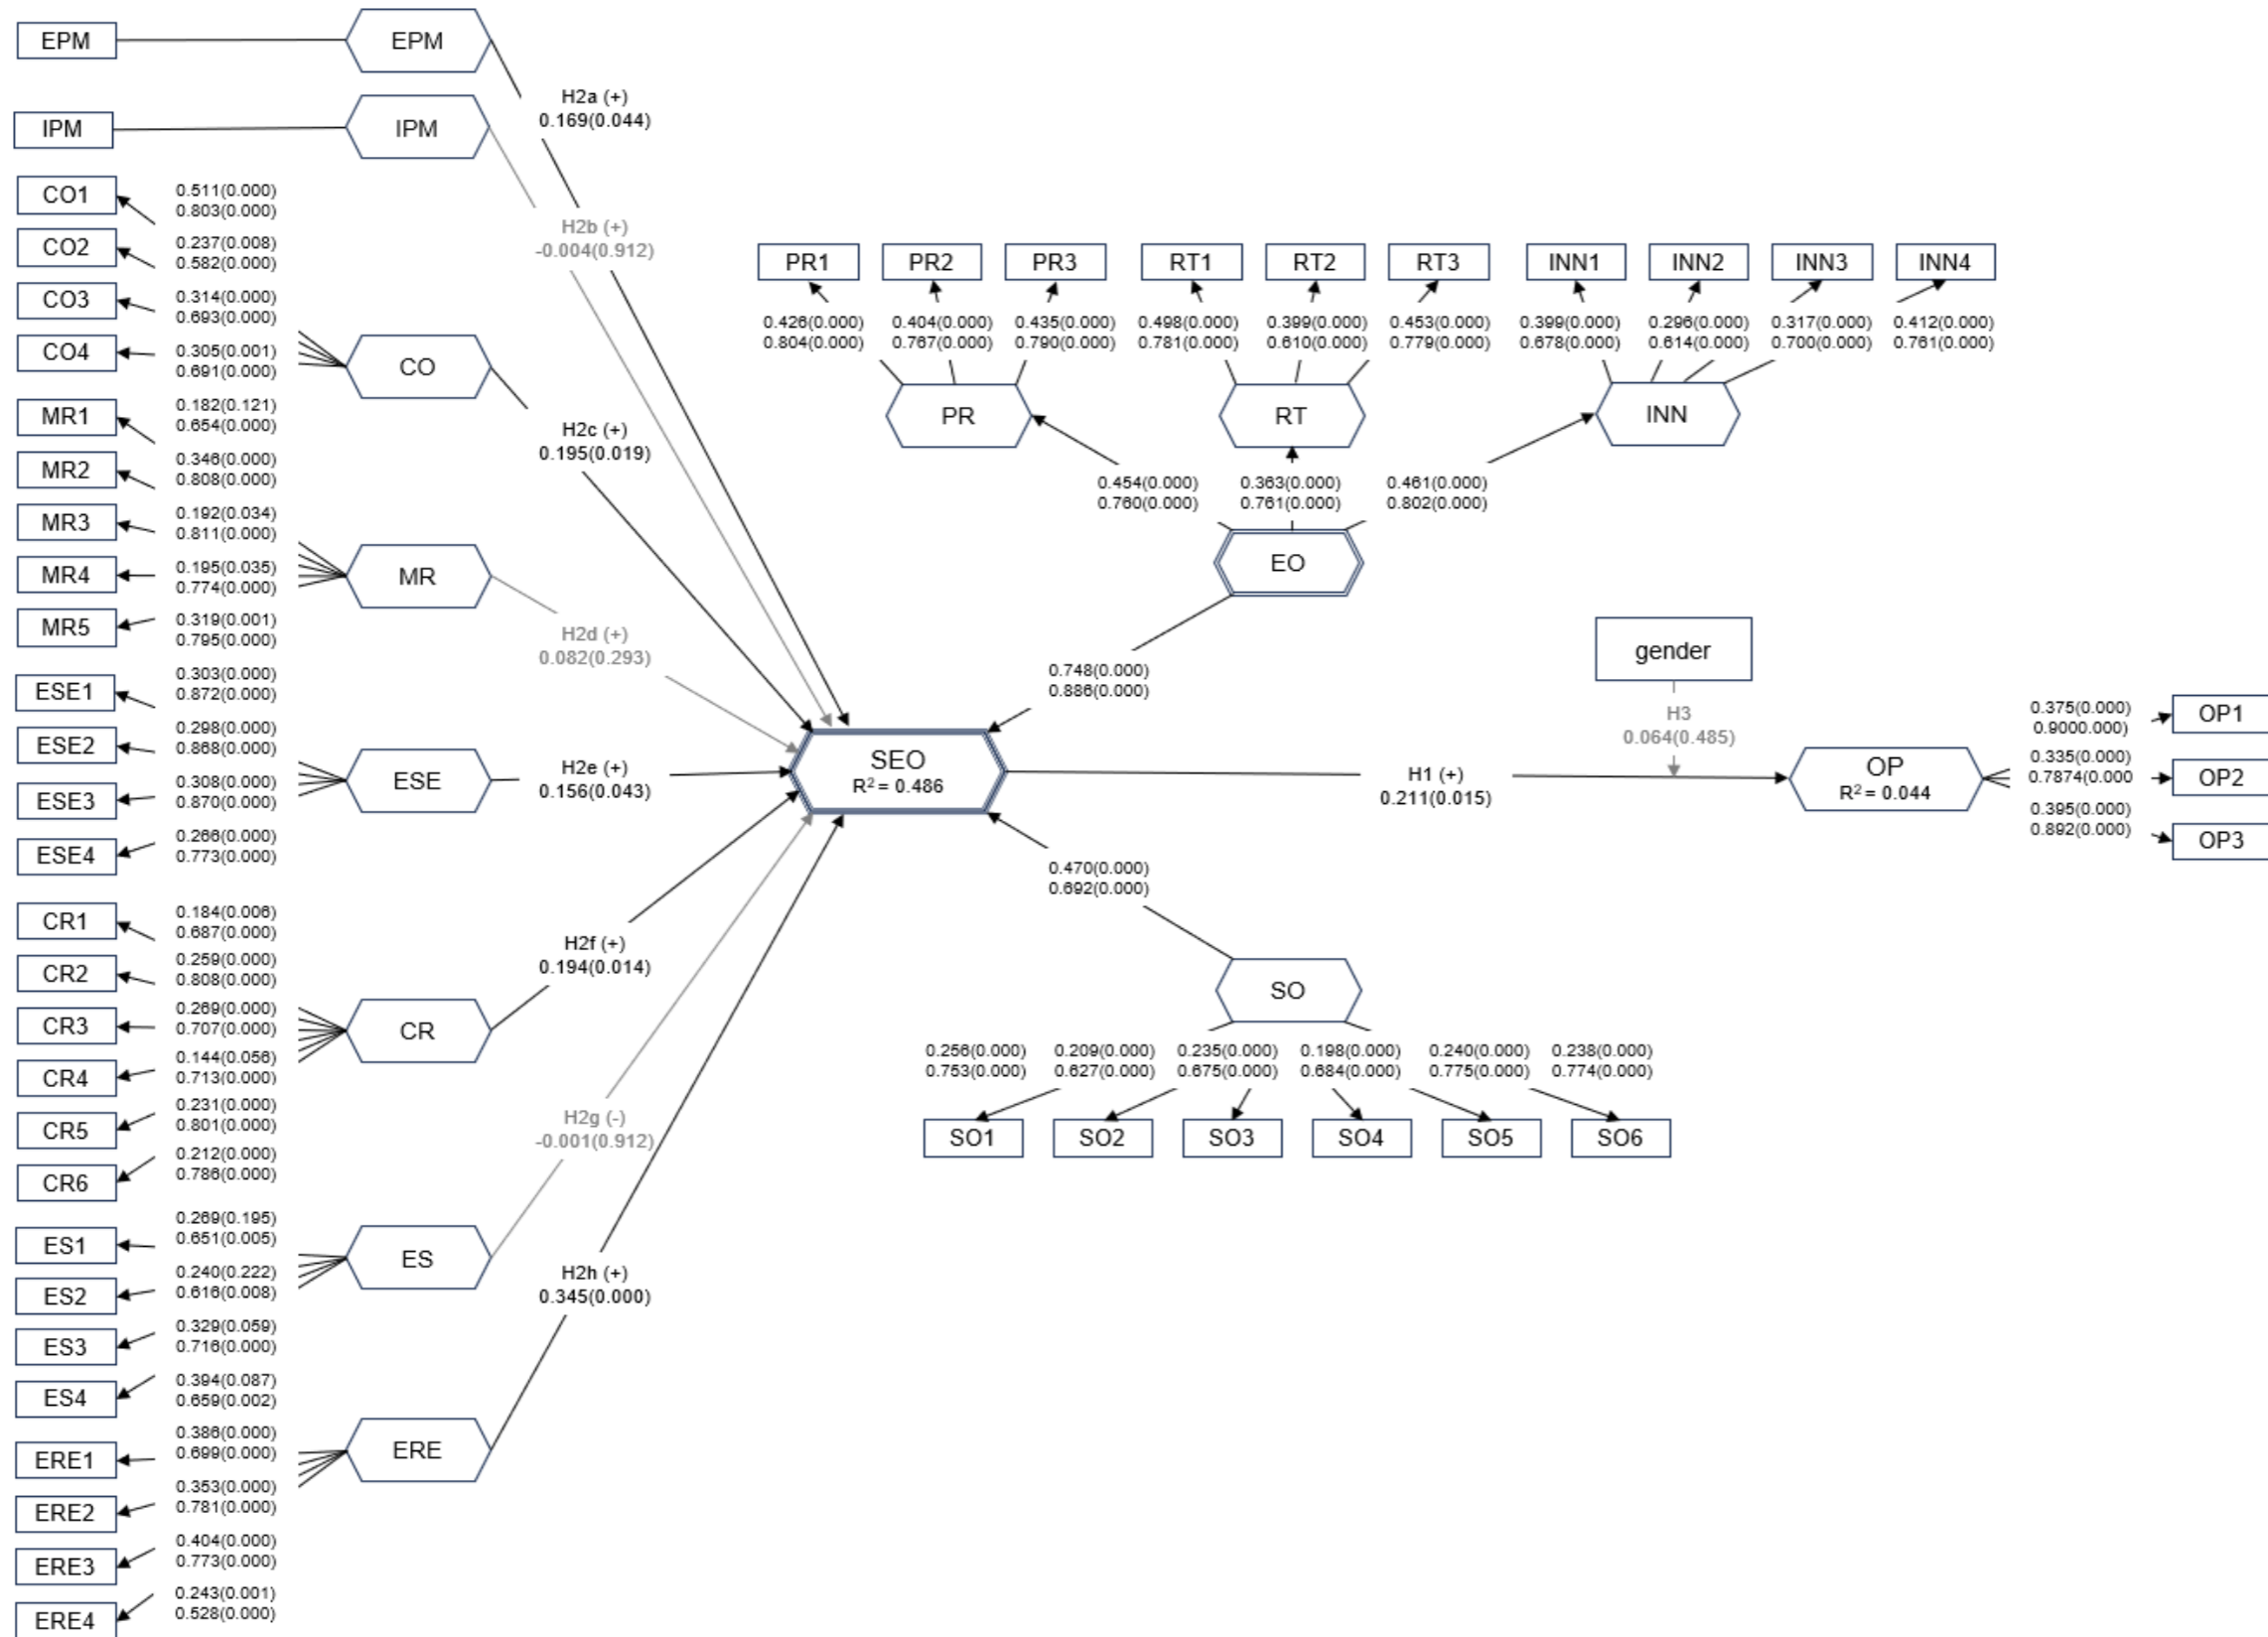 EPM
EPM
H2a (+)
0.169(0.044)
IPM
IPM
H2b (+)
-0.004(0.912)
CO1
0.511(0.000)
0.803(0.000)
CO2
0.237(0.008)
0.582(0.000)
CO3
0.314(0.000)
0.693(0.000)
CO4
0.305(0.001)
0.691(0.000)
CO
H2c (+)
0.195(0.019)
MR1
0.182(0.121)
0.654(0.000)
MR2
0.346(0.000)
0.808(0.000)
MR3
0.192(0.034)
0.811(0.000)
MR4
0.195(0.035)
0.774(0.000)
MR5
0.319(0.001)
0.795(0.000)
MR
H2d (+)
0.082(0.293)
ESE1
0.303(0.000)
0.872(0.000)
ESE2
0.298(0.000)
0.868(0.000)
ESE3
0.308(0.000)
0.870(0.000)
ESE4
0.266(0.000)
0.773(0.000)
ESE
H2e (+)
0.156(0.043)
CR1
0.184(0.006)
0.687(0.000)
CR2
0.259(0.000)
0.808(0.000)
CR3
0.269(0.000)
0.707(0.000)
CR4
0.144(0.056)
0.713(0.000)
CR5
0.231(0.000)
0.801(0.000)
CR6
0.212(0.000)
0.786(0.000)
CR
H2f (+)
0.194(0.014)
ES1
0.269(0.195)
0.651(0.005)
ES2
0.240(0.222)
0.616(0.008)
ES3
0.329(0.059)
0.716(0.000)
ES4
0.394(0.087)
0.659(0.002)
ES
H2g (-)
-0.001(0.912)
ERE1
0.386(0.000)
0.699(0.000)
ERE2
0.353(0.000)
0.781(0.000)
ERE3
0.404(0.000)
0.773(0.000)
ERE4
0.243(0.001)
0.528(0.000)
ERE
H2h (+)
0.345(0.000)
PR1
PR2
PR3
RT1
RT2
RT3
INN1
INN2
INN3
INN4
0.426(0.000)
0.804(0.000)
0.404(0.000)
0.767(0.000)
0.435(0.000)
0.790(0.000)
0.498(0.000)
0.781(0.000)
0.399(0.000)
0.610(0.000)
0.453(0.000)
0.779(0.000)
0.399(0.000)
0.678(0.000)
0.296(0.000)
0.614(0.000)
0.317(0.000)
0.700(0.000)
0.412(0.000)
0.761(0.000)
PR
RT
INN
0.454(0.000)
0.760(0.000)
0.363(0.000)
0.761(0.000)
0.461(0.000)
0.802(0.000)
EO
0.748(0.000)
0.886(0.000)
SEO
R² = 0.486
H1 (+)
0.211(0.015)
gender
H3
0.064(0.485)
OP
R² = 0.044
0.375(0.000)
0.9000.000)
OP1
0.335(0.000)
0.7874(0.000
OP2
0.395(0.000)
0.892(0.000)
OP3
0.470(0.000)
0.692(0.000)
SO
0.256(0.000)
0.753(0.000)
0.209(0.000)
0.627(0.000)
0.235(0.000)
0.675(0.000)
0.198(0.000)
0.684(0.000)
0.240(0.000)
0.775(0.000)
0.238(0.000)
0.774(0.000)
SO1
SO2
SO3
SO4
SO5
SO6